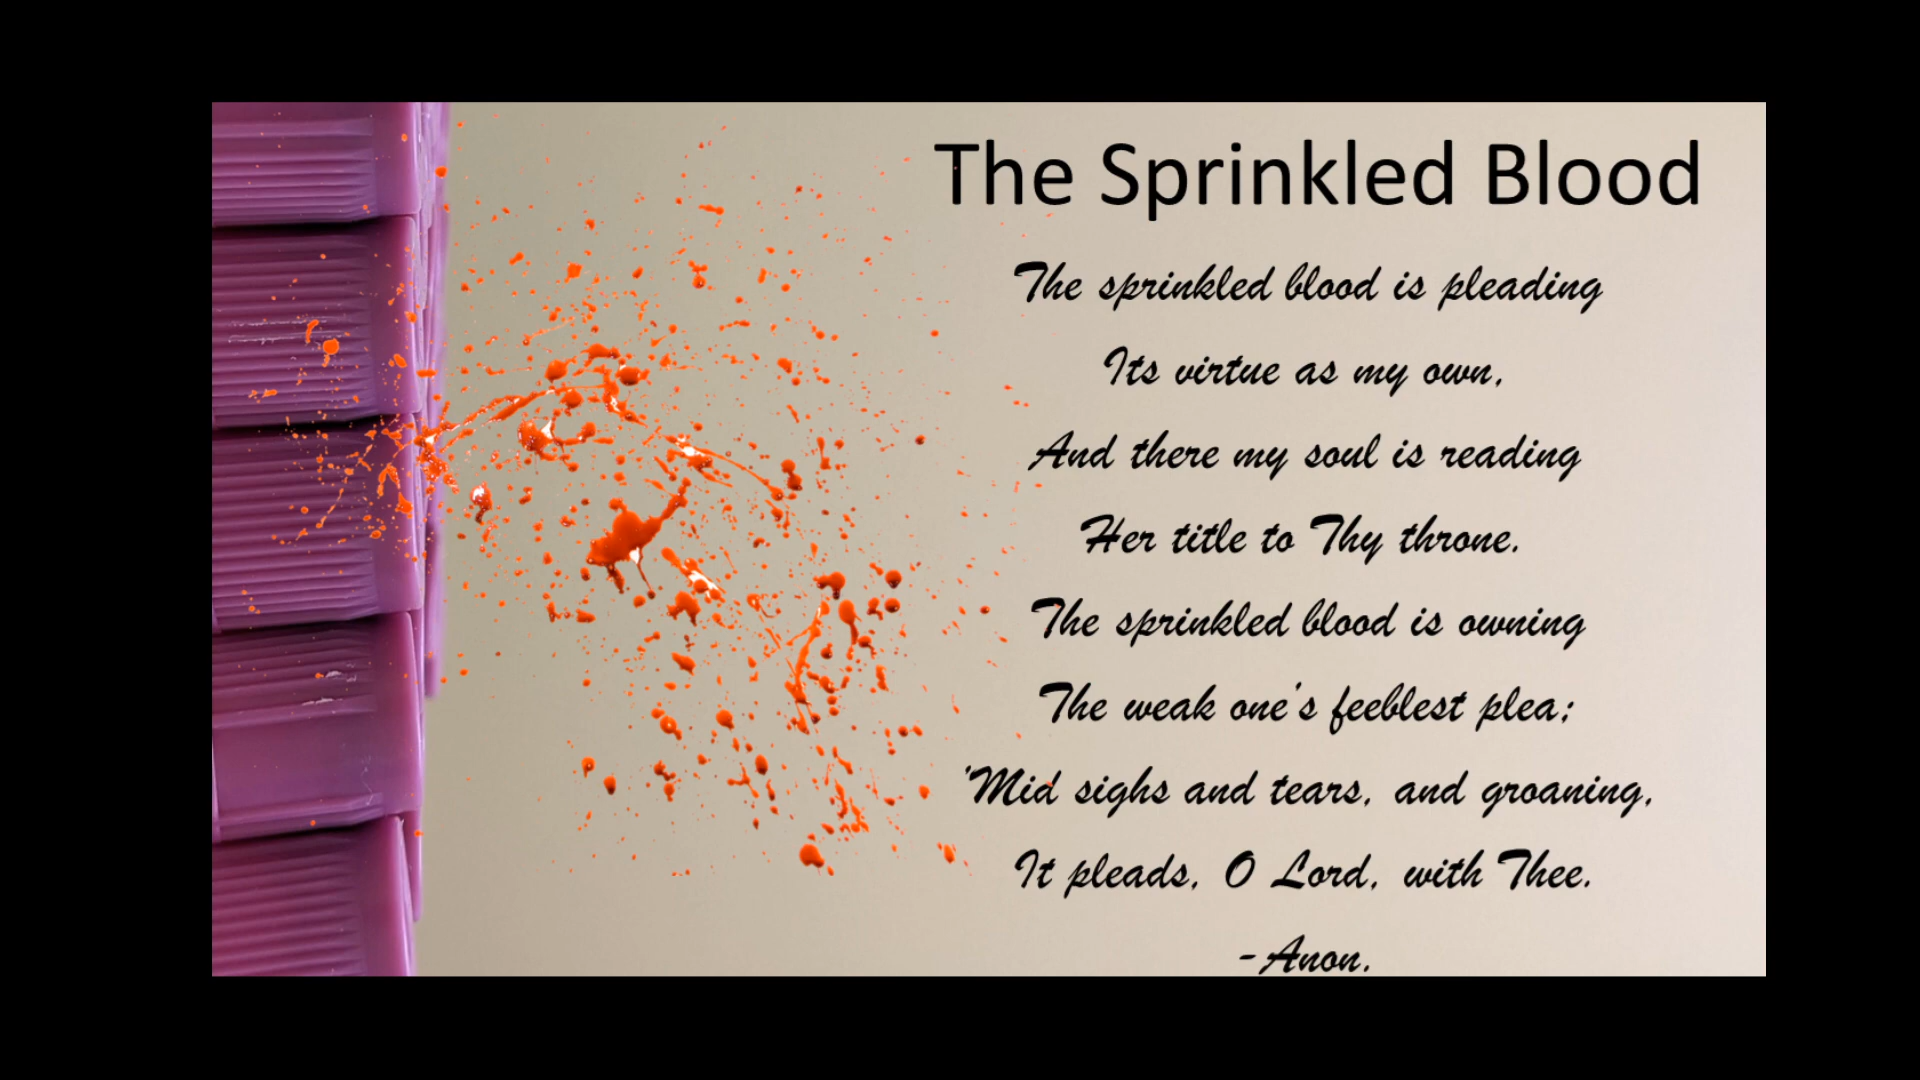 The Sprinkled Blood
The sprinkled blood is pleading
Its virtue as my own,
And there my soul is reading
Her title to Thy throne.
The sprinkled blood is owning
The weak one's feeblest plea;
'Mid sighs and tears, and groaning,
It pleads, O Lord, with Thee.
-Anon.